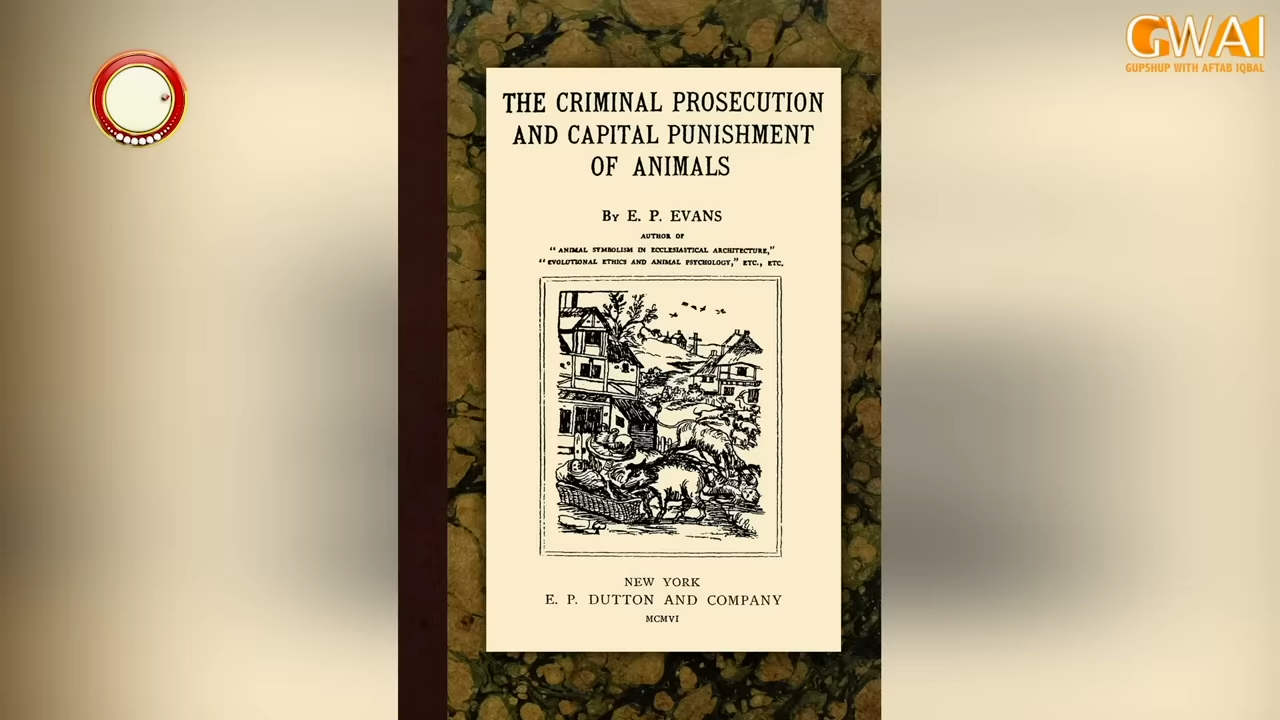 GWAI
GUPSHUP WITH AFTAB IQBAL
THE CRIMINAL PROSECUTION
AND CAPITAL PUNISHMENT
OF ANIMALS
By E. P. EVANS
AUTHOR OF
"ANIMAL SYMBOLISM IN ECCLESIASTICAL ARCHITECTURE,"
"EVOLUTIONAL ETHICS AND ANIMAL PSYCHOLOGY," ETC., ETC.
NEW YORK
E. P. DUTTON AND COMPANY
MCMVI